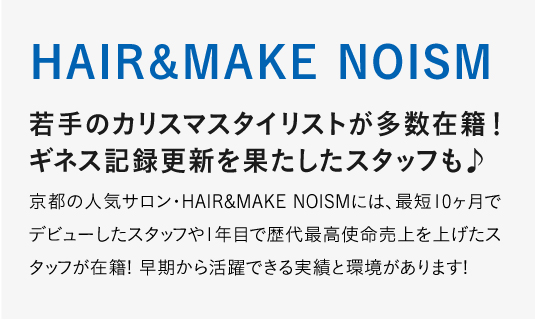 HAIR&MAKE NOISM
若手のカリスマスタイリストが多数在籍！
ギネス記録更新を果たしたスタッフも♪
京都の人気サロン・HAIR&MAKE NOISMには、最短10ヶ月で
デビューしたスタッフや1年目で歴代最高使命売上を上げたス
タッフが在籍! 早期から活躍できる実績と環境があります!